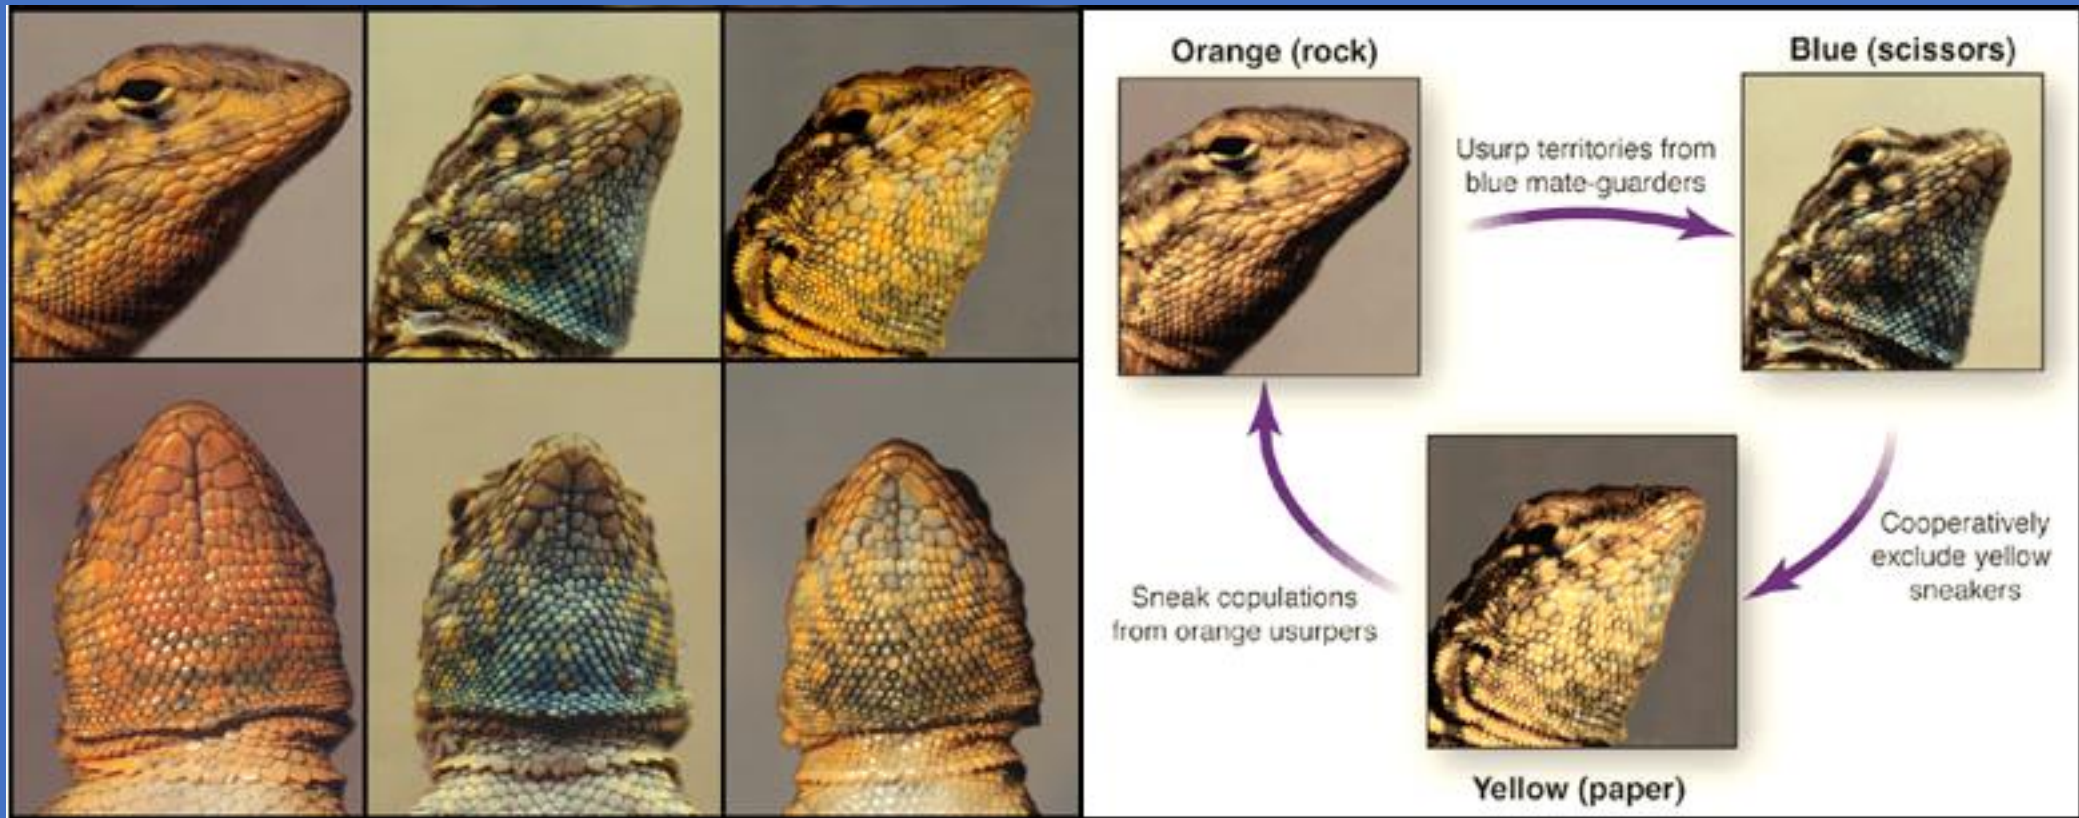 Orange (rock)
Blue (scissors)
Usurp territories from
blue mate-guarders
Cooperatively
exclude yellow
sneakers
Sneak copulations
from orange usurpers
Yellow (paper)